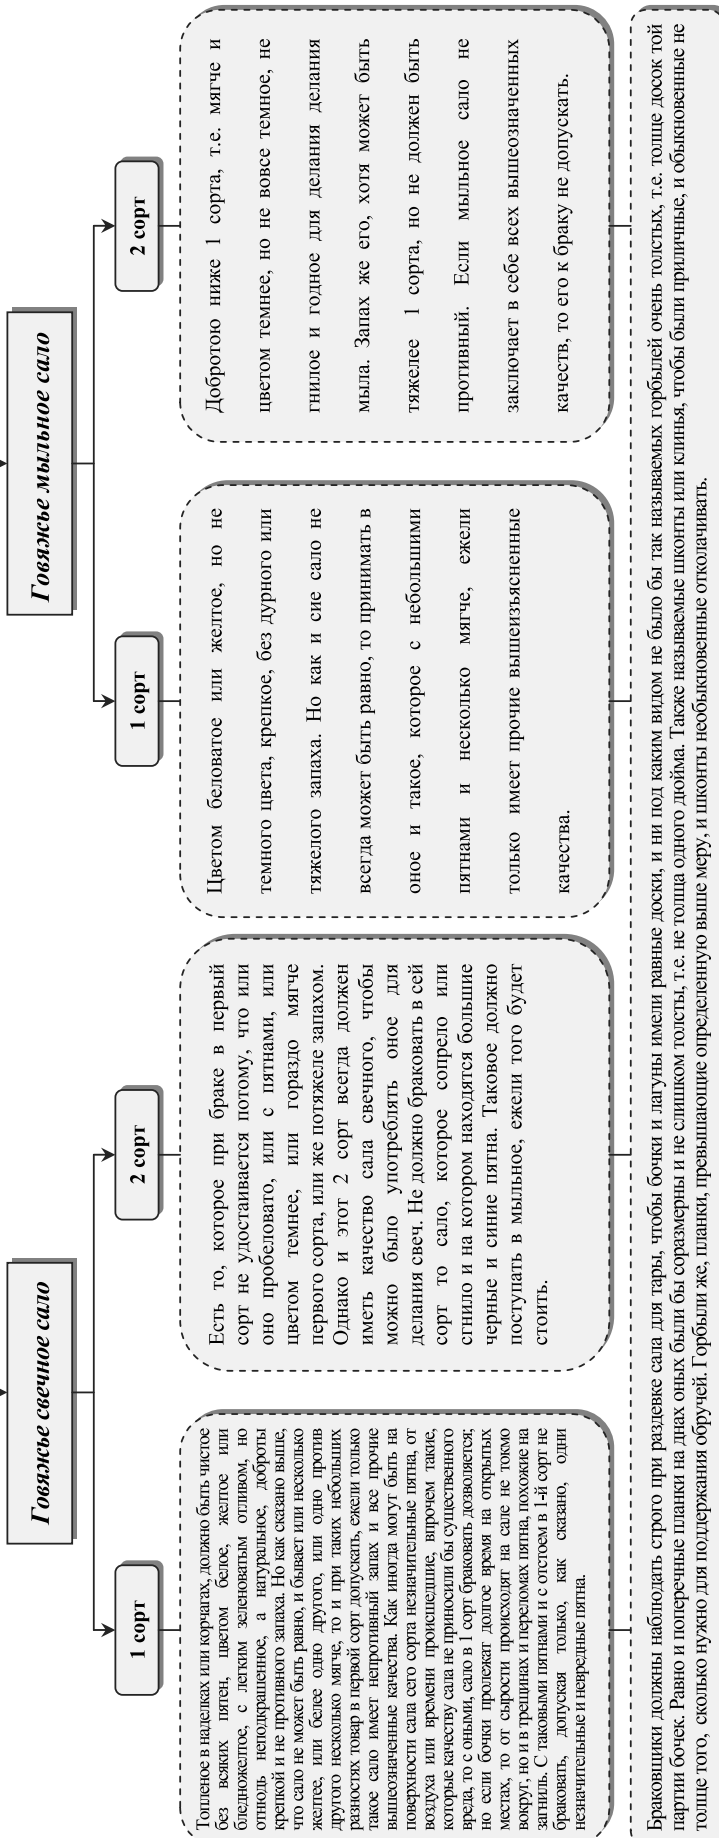 Говяжье свечное сало
Говяжье мыльное сало
1 сорт
2 сорт
1 сорт
2 сорт
Топленое в наделках или корчагах, должно быть чистое
без всяких пятен, цветом белое, желтое или
бледножелтое, с легким зеленоватым отливом, но
отнюдь неподкрашенное, а натуральное, доброты
крепкой и не противного запаха. Но как сказано выше,
что сало не может быть равно, и бывает или несколько
желтее, или белее одно другого, или одно против
другого несколько мягче, то и при таких небольших
разностях товар в первой сорт допускать, ежели только
такое сало имеет непротивный запах и все прочие
вышеозначенные качества. Как иногда могут быть на
поверхности сала сего сорта незначительные пятна, от
воздуха или времени происшедшие, впрочем такие,
которые качеству сала не приносили бы существенного
вреда, то с оными, сало в 1 сорт браковать дозволяется;
но если бочки пролежат долгое время на открытых
местах, то от сырости происходят на сале не токмо
вокруг, но и в трещинах и переломах пятна, похожие на
загниль. С таковыми пятнами и с отстоем в 1-й сорт не
браковать, допуская только, как сказано, одни
незначительные и невредные пятна.
Есть то, которое при браке в первый
сорт не удостаивается потому, что или
оно пробеловато, или с пятнами, или
цветом темнее, или гораздо мягче
первого сорта, или же потяжеле запахом.
Однако и этот 2 сорт всегда должен
иметь качество сала свечного, чтобы
можно было употреблять оное для
делания свеч. Не должно браковать в сей
сорт то сало, которое сопрело или
сгнило и на котором находятся большие
черные и синие пятна. Таковое должно
поступать в мыльное, ежели того будет
стоить.
Цветом беловатое или желтое, но не
темного цвета, крепкое, без дурного или
тяжелого запаха. Но как и сие сало не
всегда может быть равно, то принимать в
оное и такое, которое с небольшими
пятнами и несколько мягче, ежели
только имеет прочие вышеизъясненные
качества.
Добротою ниже 1 сорта, т.е. мягче и
цветом темнее, но не вовсе темное, не
гнилое и годное для делания делания
мыла. Запах же его, хотя может быть
тяжелее 1 сорта, но не должен быть
противный. Если мыльное сало не
заключает в себе всех вышеозначенных
качеств, то его к браку не допускать.
Браковщики должны наблюдать строго при разделке сала для тары, чтобы бочки и лагуны имели равные доски, и ни под каким видом не было бы так называемых горбылей очень толстых, т.е. толще досок той
партии бочек. Равно и поперечные планки на днах оных были бы соразмерны и не слишком толсты, т.е. не толща одного дюйма. Также называемые шконты или клинья, чтобы были приличные, и обыкновенные не
толще того, сколько нужно для поддержания обручей. Горбыли же, планки, превышающие определенную выше меру, и шконты необыкновенные отколачивать.